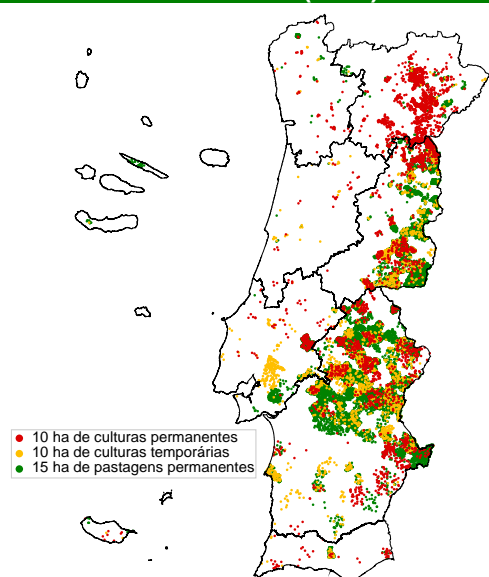 10 ha de culturas permanentes
10 ha de culturas temporárias
15 ha de pastagens permanentes